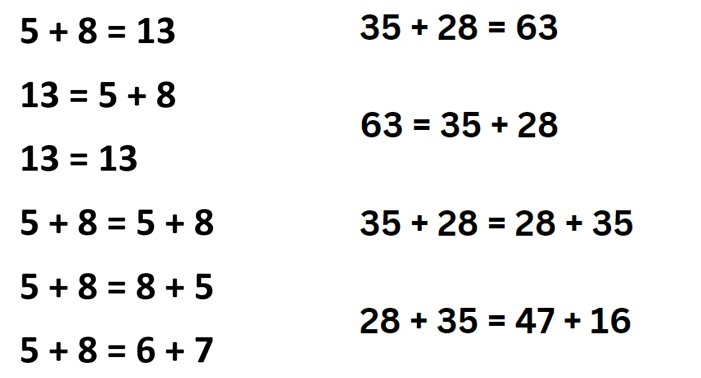 5 + 8 = 13
13 = 5 + 8
13 = 13
5 + 8 = 5 + 8
5 + 8 = 8 + 5
5 + 8 = 6 + 7
35 + 28 = 63
63 = 35 + 28
35 + 28 = 28 + 35
28 + 35 = 47 + 16